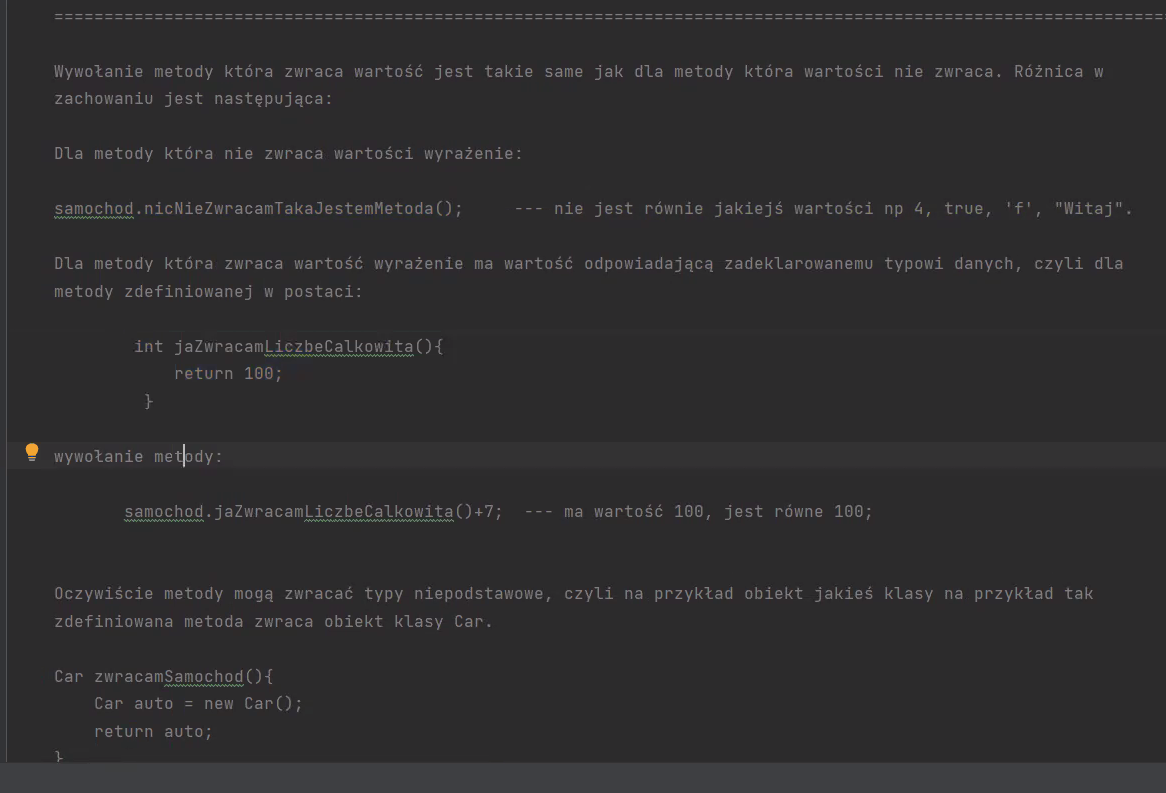 ================================================================================================================
Wywołanie metody która zwraca wartość jest takie same jak dla metody która wartości nie zwraca. Różnica w
zachowaniu jest następująca:
Dla metody która nie zwraca wartości wyrażenie:
samochod.nicNieZwracamTakaJestemMetoda();     --- nie jest równie jakiejś wartości np 4, true, 'f', "Witaj".
Dla metody która zwraca wartość wyrażenie ma wartość odpowiadającą zadeklarowanemu typowi danych, czyli dla
metody zdefiniowanej w postaci:
int jaZwracamLiczbeCalkowita(){
return 100;
}
wywołanie metody:
samochod.jaZwracamLiczbeCalkowita()+7;  --- ma wartość 100, jest równe 100;
Oczywiście metody mogą zwracać typy niepodstawowe, czyli na przykład obiekt jakieś klasy na przykład tak
zdefiniowana metoda zwraca obiekt klasy Car.
Car zwracamSamochod(){
Car auto = new Car();
return auto;
}